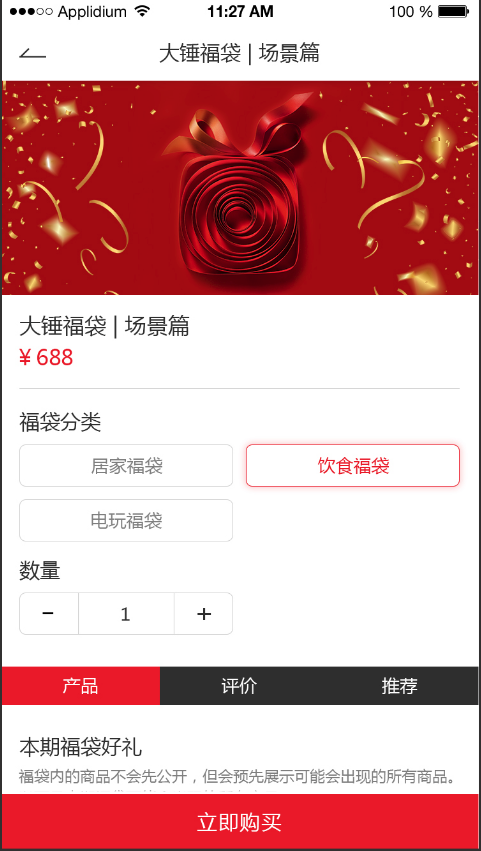 Applidium 11:27 AM 100 %
大锤福袋 | 场景篇
大锤福袋 | 场景篇
¥ 688
福袋分类
居家福袋 饮食福袋
电玩福袋
数量
- 1 +
产品 评价 推荐
本期福袋好礼
福袋内的商品不会先公开，但会预先展示可能会出现的所有商品。
立即购买